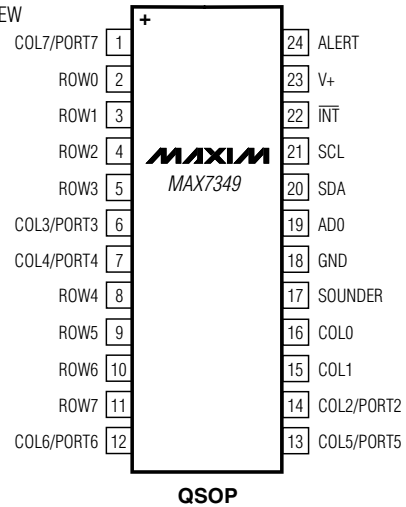 EW
+
COL7/PORT7 1 24 ALERT
ROW0 2 23 V+
ROW1 3 22 INT
ROW2 4 21 SCL
MAXIM
ROW3 5 20 SDA
MAX7349
COL3/PORT3 6 19 AD0
COL4/PORT4 7 18 GND
ROW4 8 17 SOUNDER
ROW5 9 16 COL0
ROW6 10 15 COL1
ROW7 11 14 COL2/PORT2
COL6/PORT6 12 13 COL5/PORT5
QSOP